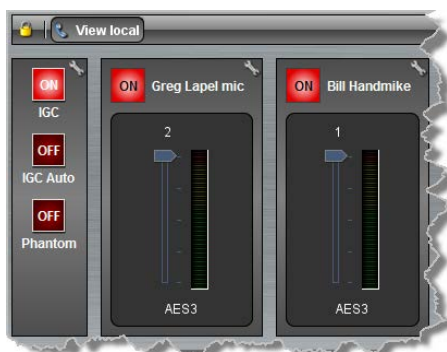 View local
ON
IGC
OFF
IGC Auto
OFF
Phantom
ON Greg Lapel mic
2
AES3
ON Bill Handmike
1
AES3